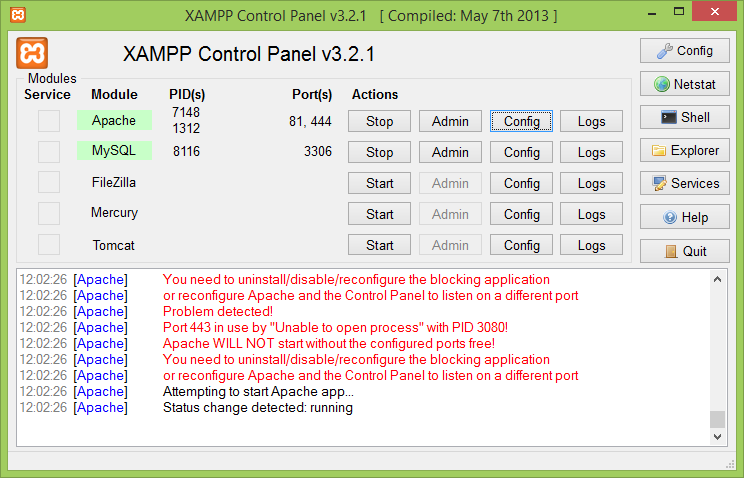 XAMPP Control Panel v3.2.1 [ Compiled: May 7th 2013 ]
XAMPP Control Panel v3.2.1
Config
Modules
Service Module PID(s) Port(s) Actions
Netstat
Apache 7148 1312 81, 444 Stop Admin Config Logs
Shell
MySQL 8116 3306 Stop Admin Config Logs
Explorer
FileZilla Start Admin Config Logs
Services
Mercury Start Admin Config Logs
Help
Tomcat Start Admin Config Logs
Quit
12:02:26 [Apache] You need to uninstall/disable/reconfigure the blocking application
12:02:26 [Apache] or reconfigure Apache and the Control Panel to listen on a different port
12:02:26 [Apache] Problem detected!
12:02:26 [Apache] Port 443 in use by "Unable to open process" with PID 3080!
12:02:26 [Apache] Apache WILL NOT start without the configured ports free!
12:02:26 [Apache] You need to uninstall/disable/reconfigure the blocking application
12:02:26 [Apache] or reconfigure Apache and the Control Panel to listen on a different port
12:02:26 [Apache] Attempting to start Apache app...
12:02:26 [Apache] Status change detected: running